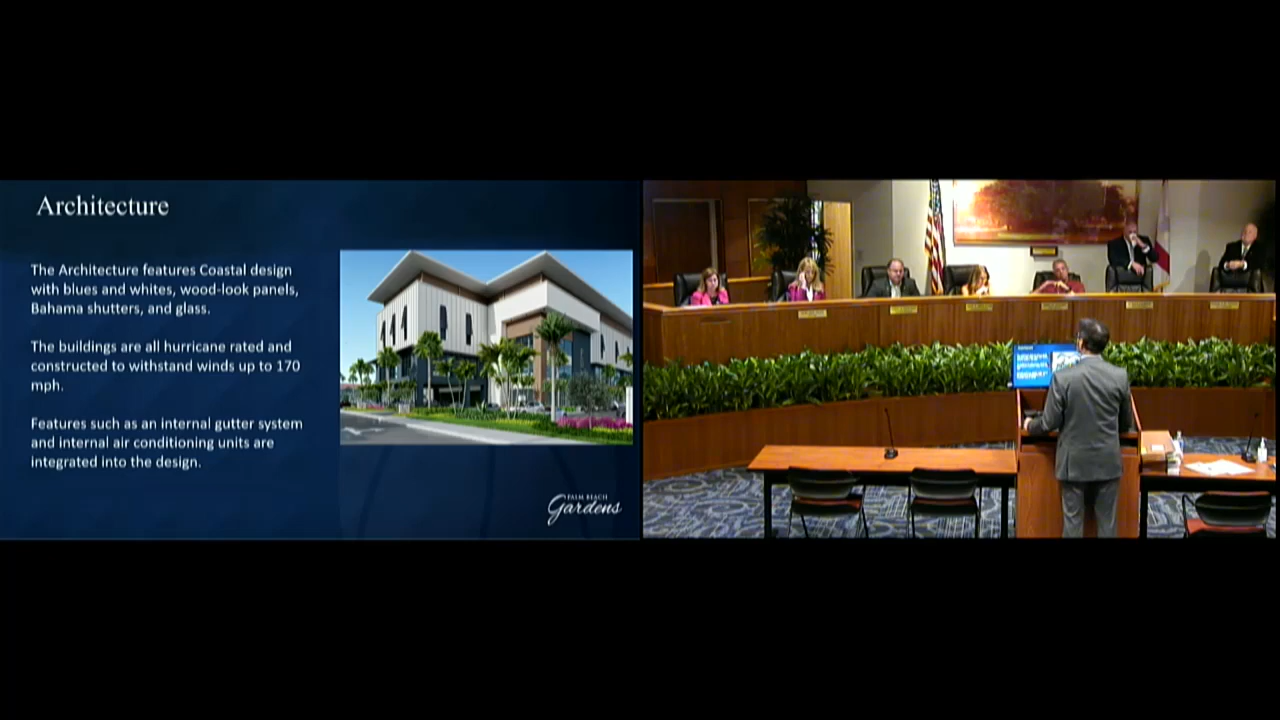 Architecture
The Architecture features Coastal design
with blues and whites, wood-look panels,
Bahama shutters, and glass.
The buildings are all hurricane rated and
constructed to withstand winds up to 170
mph.
Features such as an internal gutter system
and internal air conditioning units are
integrated into the design.
PALM BEACH
Gardens